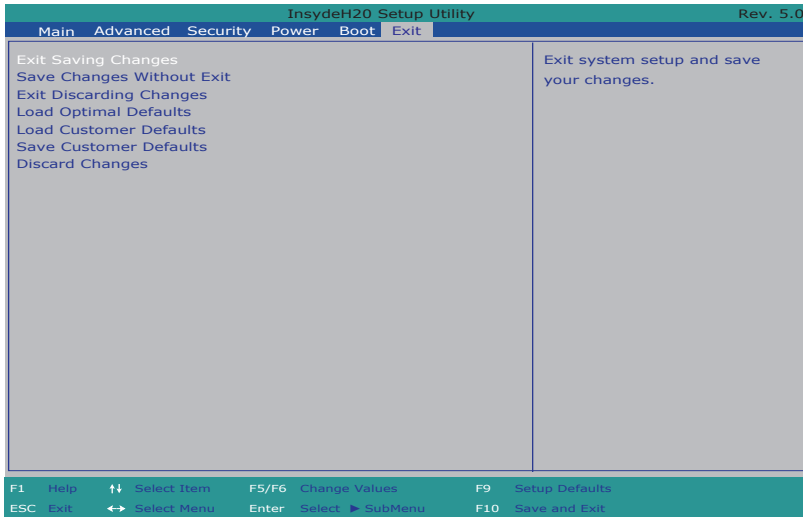 InsydeH20 Setup Utility Rev. 5.0
Main Advanced Security Power Boot Exit
Exit Saving Changes
Save Changes Without Exit
Exit Discarding Changes
Load Optimal Defaults
Load Customer Defaults
Save Customer Defaults
Discard Changes
Exit system setup and save
your changes.
F1 Help ↑↓ Select Item F5/F6 Change Values F9 Setup Defaults
ESC Exit ↔ Select Menu Enter Select ► SubMenu F10 Save and Exit